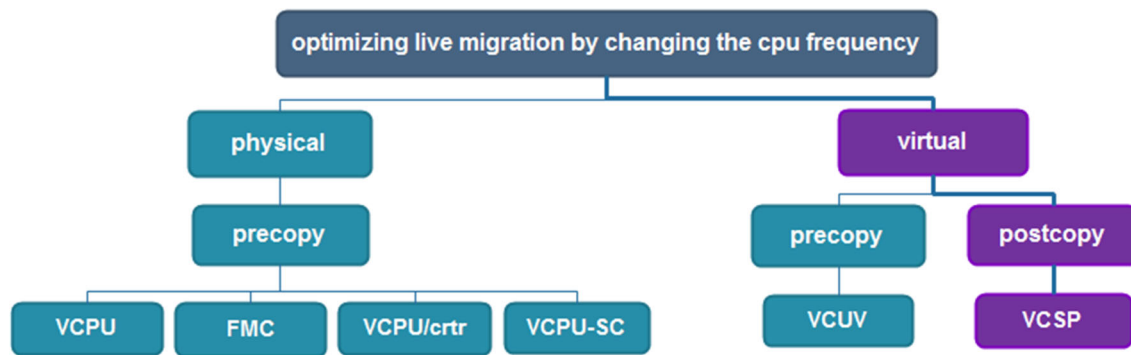 optimizing live migration by changing the cpu frequency
physical
virtual
precopy
precopy
postcopy
VCPU
FMC
VCPU/crtr
VCPU-SC
VCUV
VCSP